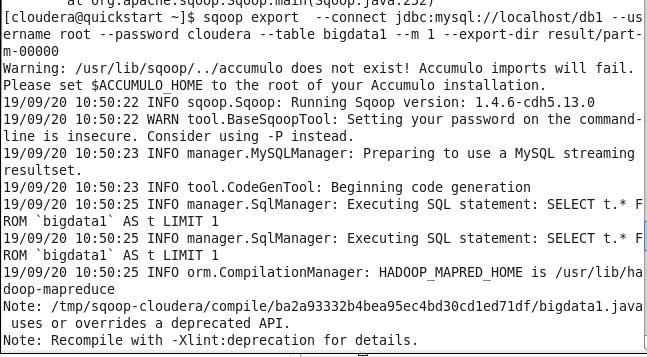 at org.apache.sqoop.Sqoop.main(Sqoop.java:252)
[cloudera@quickstart ~]$ sqoop export  --connect jdbc:mysql://localhost/db1 --us
ername root --password cloudera --table bigdata1 --m 1 --export-dir result/part-
m-00000
Warning: /usr/lib/sqoop/../accumulo does not exist! Accumulo imports will fail.
Please set $ACCUMULO_HOME to the root of your Accumulo installation.
19/09/20 10:50:22 INFO sqoop.Sqoop: Running Sqoop version: 1.4.6-cdh5.13.0
19/09/20 10:50:22 WARN tool.BaseSqoopTool: Setting your password on the command-
line is insecure. Consider using -P instead.
19/09/20 10:50:23 INFO manager.MySQLManager: Preparing to use a MySQL streaming
resultset.
19/09/20 10:50:23 INFO tool.CodeGenTool: Beginning code generation
19/09/20 10:50:25 INFO manager.SqlManager: Executing SQL statement: SELECT t.* F
ROM `bigdata1` AS t LIMIT 1
19/09/20 10:50:25 INFO manager.SqlManager: Executing SQL statement: SELECT t.* F
ROM `bigdata1` AS t LIMIT 1
19/09/20 10:50:25 INFO orm.CompilationManager: HADOOP_MAPRED_HOME is /usr/lib/ha
doop-mapreduce
Note: /tmp/sqoop-cloudera/compile/ba2a93332b4bea95ec4bd30cd1ed71df/bigdata1.java
 uses or overrides a deprecated API.
Note: Recompile with -Xlint:deprecation for details.